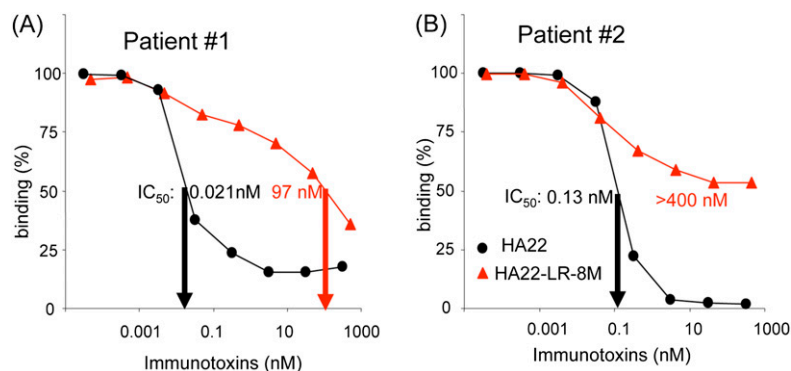 (A)
Patient #1
binding (%)
100
75
50
25
0
IC50: 0.021nM 97 nM
0.001 0.1 10 1000
Immunotoxins (nM)
(B)
Patient #2
binding (%)
100
75
50
25
0
IC50: 0.13 nM >400 nM
HA22
HA22-LR-8M
0.001 0.1 10 1000
Immunotoxins (nM)